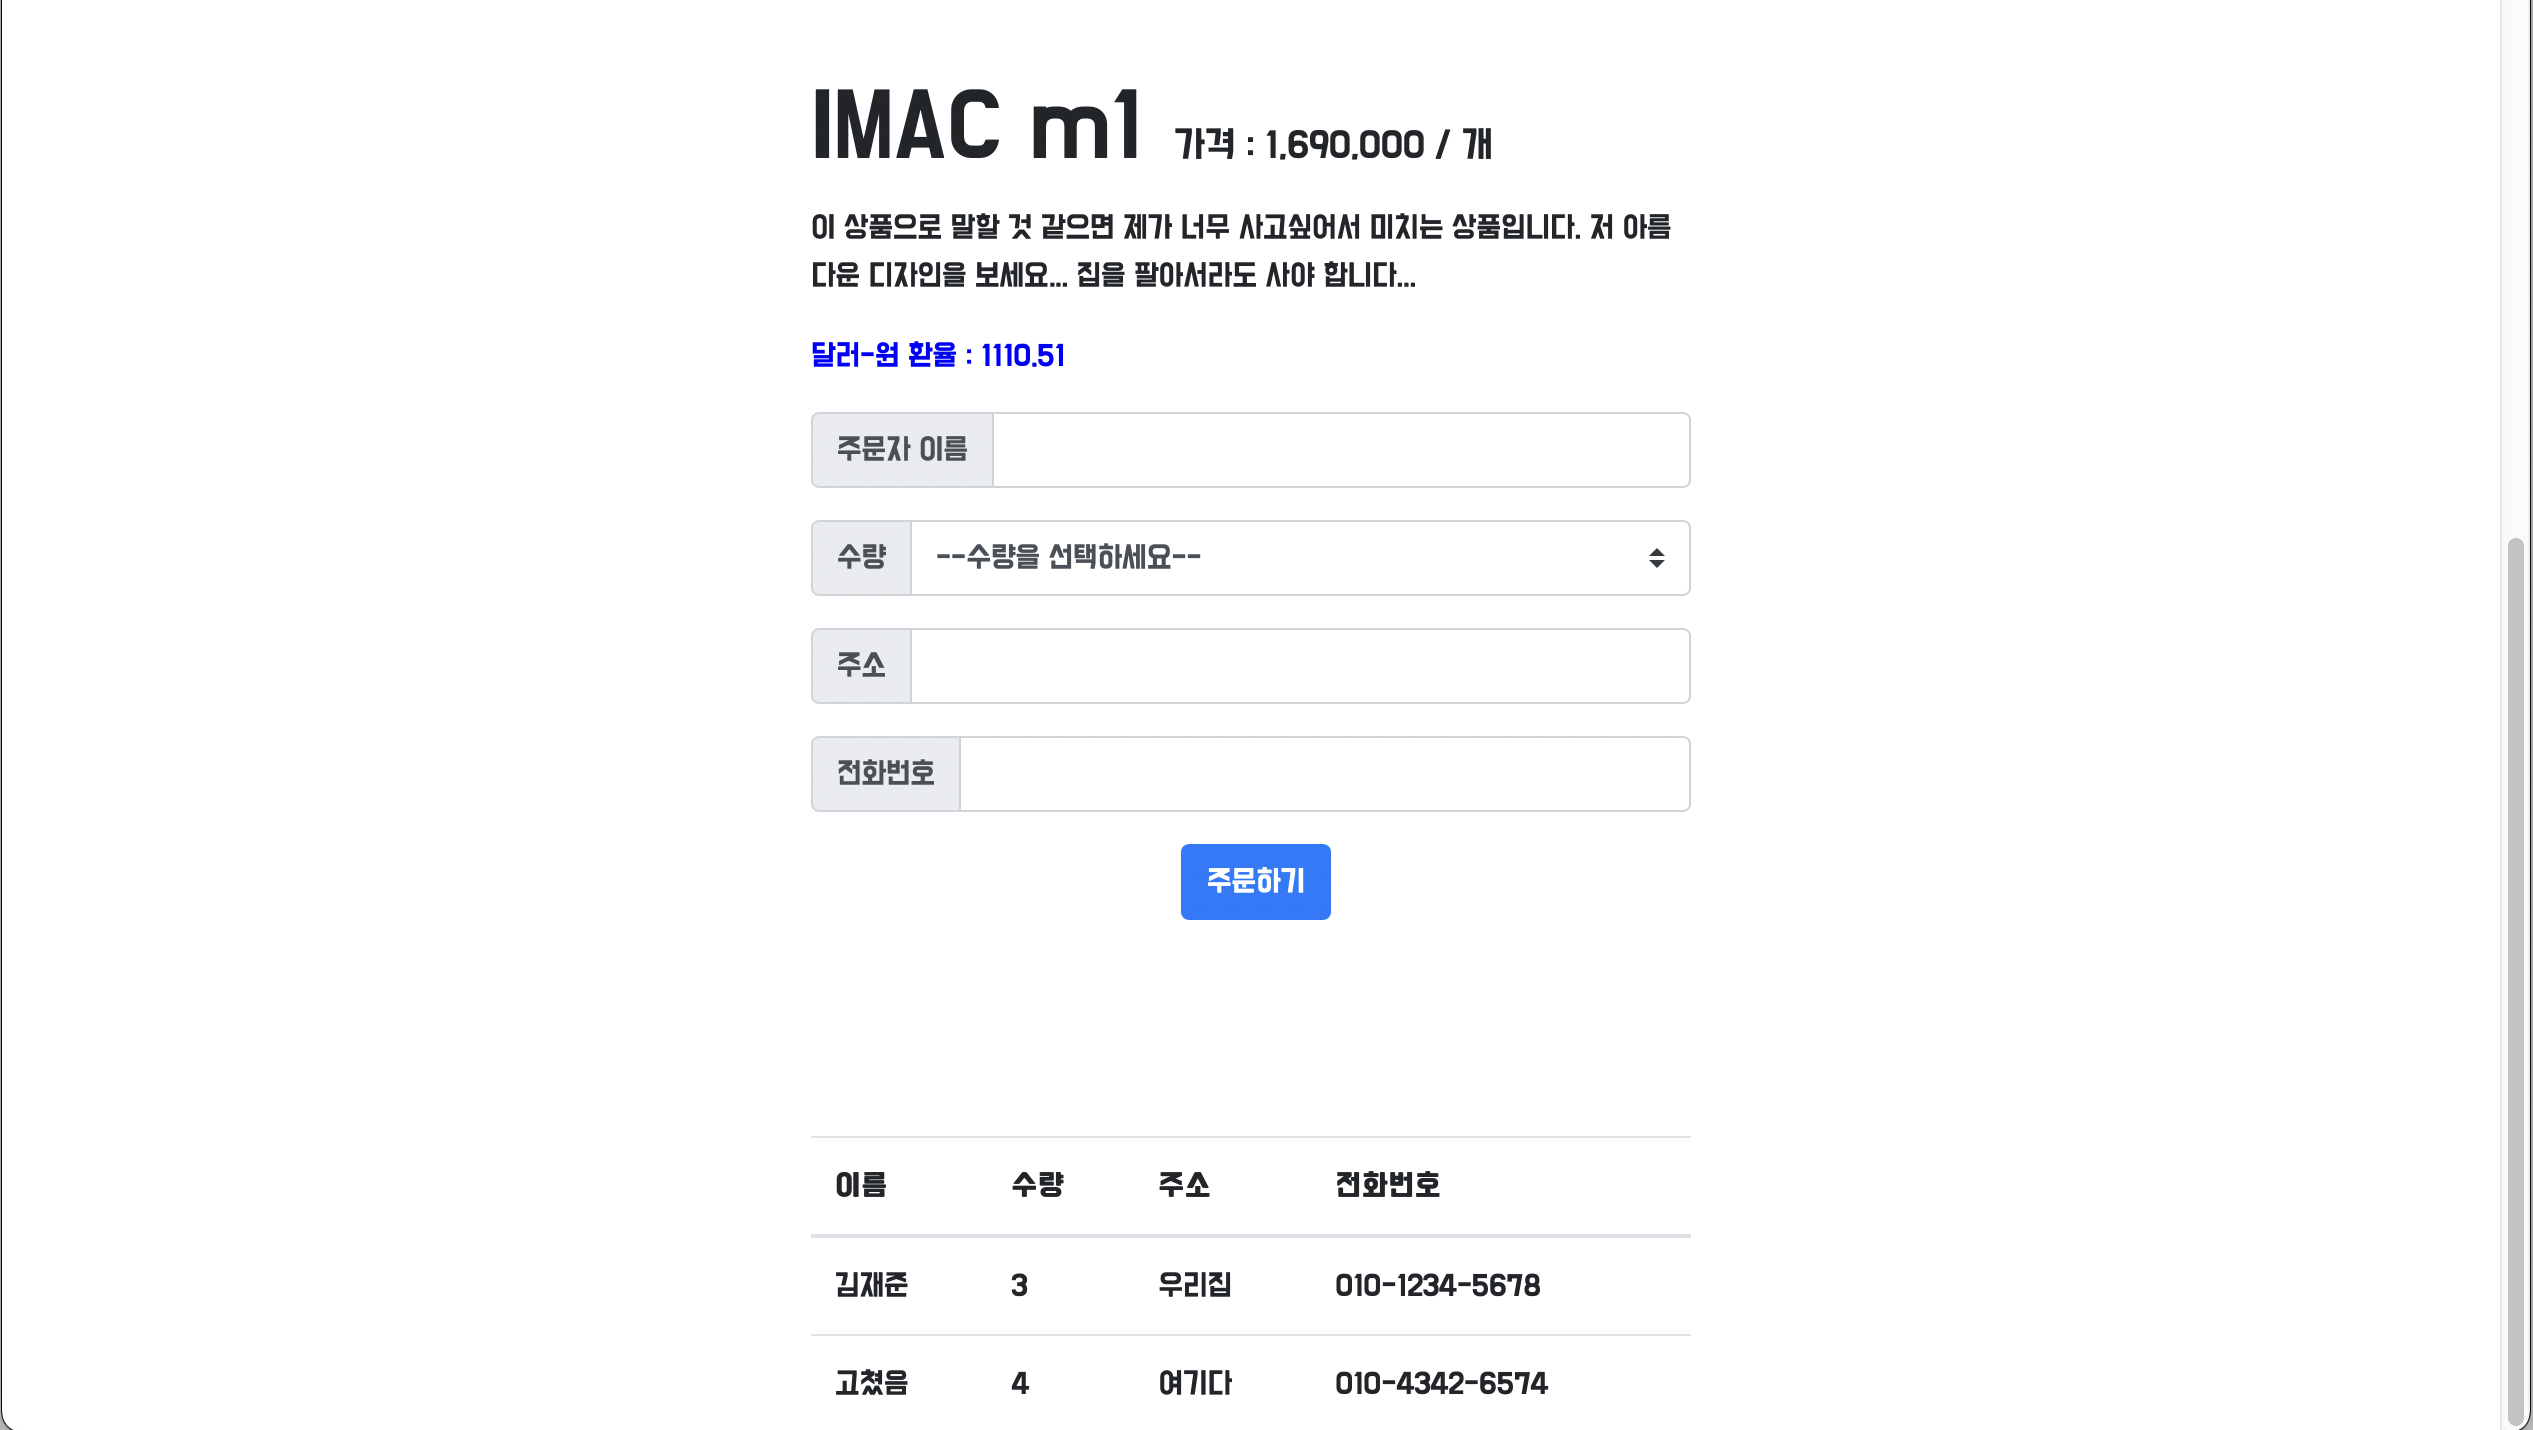 IMAC m1 가격 : 1,690,000 / 개
이 상품으로 말할 것 같으면 제가 너무 사고싶어서 미치는 상품입니다. 저 아름
다운 디자인을 보세요... 집을 팔아서라도 사야 합니다...
달러-원 환율 : 1110.51
주문자 이름
수량 --수량을 선택하세요--
주소
전화번호
주문하기
이름 수량 주소 전화번호
김재준 3 우리집 010-1234-5678
고쳤음 4 여기다 010-4342-6574